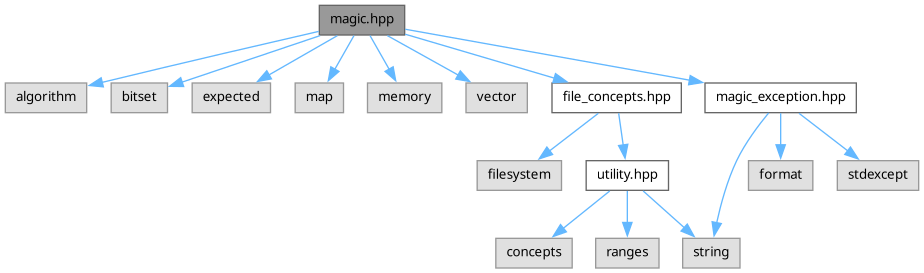 magic.hpp
algorithm
bitset
expected
map
memory
vector
file_concepts.hpp
magic_exception.hpp
filesystem
utility.hpp
format
stdexcept
concepts
ranges
string